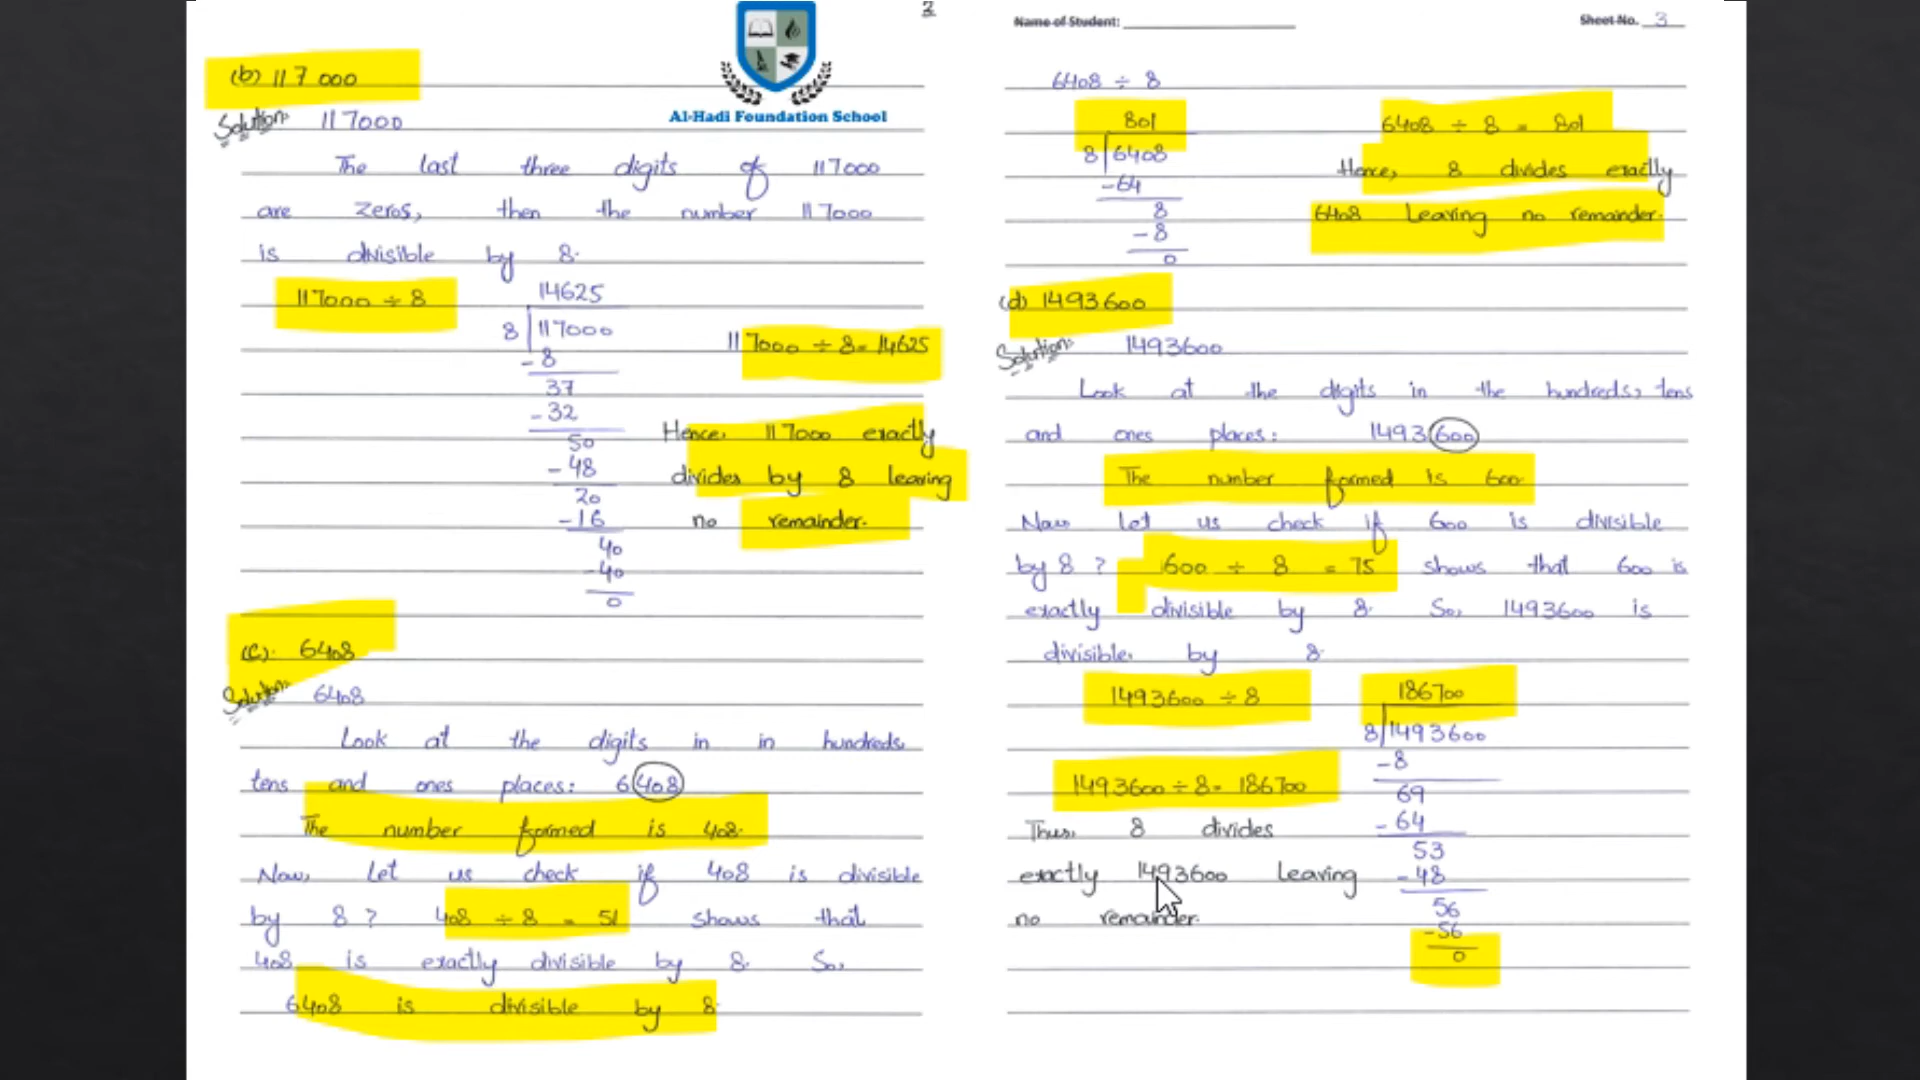 2
(b) 117000
Al-Hadi Foundation School
Solution: 117000
The last three digits of 117000
are zeros, then the number 117000
is divisible by 8.
117000 ÷ 8
14625
8 117000
117000 ÷ 8 = 14625
- 8
37
- 32
50
Hence, 117000 exactly
- 48
divides by 8 leaving
20
- 16
no remainder.
40
- 40
0
(c). 6408
Solution: 6408
Look at the digits in in hundreds,
tens and ones places: 6408
The number formed is 408.
Now, let us check if 408 is divisible
by 8? 408 ÷ 8 = 51 shows that
408 is exactly divisible by 8. So,
6408 is divisible by 8.
Name of Student: Sheet No. 3
6408 ÷ 8
801
8 6408
6408 ÷ 8 = 801
- 64
Hence, 8 divides exactly
8
6408 Leaving no remainder.
- 8
0
(d) 1493600
Solution: 1493600
Look at the digits in the hundreds, tens
and ones places: 1493600
The number formed is 600.
Now let us check if 600 is divisible
by 8? 600 ÷ 8 = 75 shows that 600 is
exactly divisible by 8. So, 1493600 is
divisible by 8.
1493600 ÷ 8
186700
8 1493600
- 8
1493600 ÷ 8 = 186700
69
- 64
Thus, 8 divides
53
exactly 1493600 Leaving
- 48
56
no remainder.
- 56
0